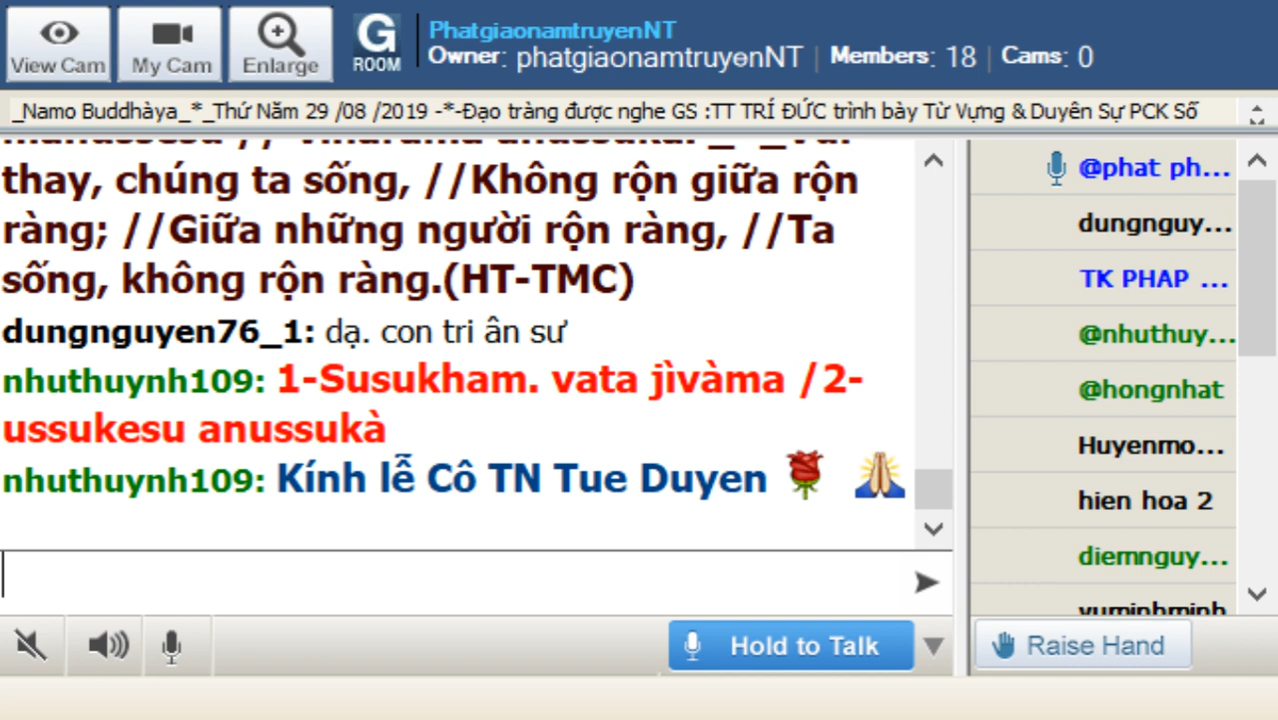 View Cam
My Cam
Enlarge
G
ROOM
PhatgiaonamtruyenNT
Owner: phatgiaonamtruyenNT | Members: 18 | Cams: 0
_Namo Buddhàya_*_Thứ Năm 29 /08 /2019 -*-Đạo tràng được nghe GS :TT TRÍ ĐỨC trình bày Từ Vựng & Duyên Sự PCK Số
thay, chúng ta sống, //Không rộn giữa rộn
ràng; //Giữa những người rộn ràng, //Ta
sống, không rộn ràng.(HT-TMC)
dungnguyen76_1: dạ. con tri ân sư
nhuthuynh109: 1-Susukham. vata jìvàma /2-
ussukesu anussukà
nhuthuynh109: Kính lễ Cô TN Tue Duyen
@phat ph...
dungnguy...
TK PHAP ...
@nhuthuy...
@hongnhat
Huyenmo...
hien hoa 2
diemnguy...
Hold to Talk
Raise Hand